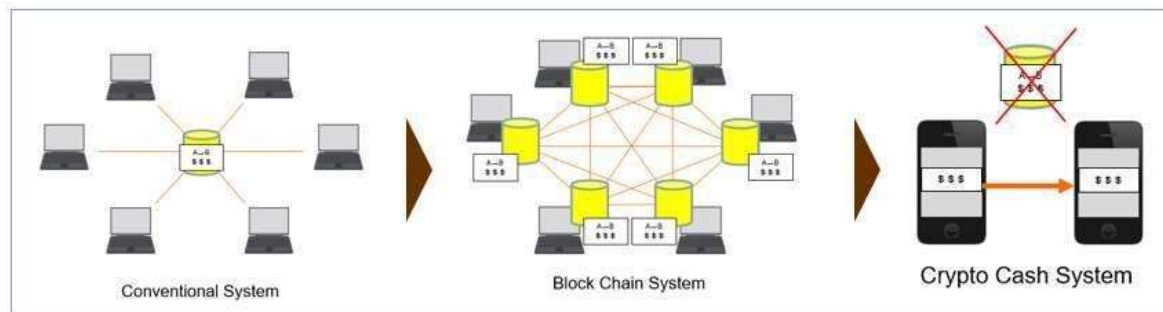 A—B
$ $ $
Conventional System
A—B
$ $ $
A—B
$ $ $
A—B
$ $ $
A—B
$ $ $
A—B
$ $ $
A—B
$ $ $
Block Chain System
A—B
$ $ $
$ $ $
$ $ $
Crypto Cash System